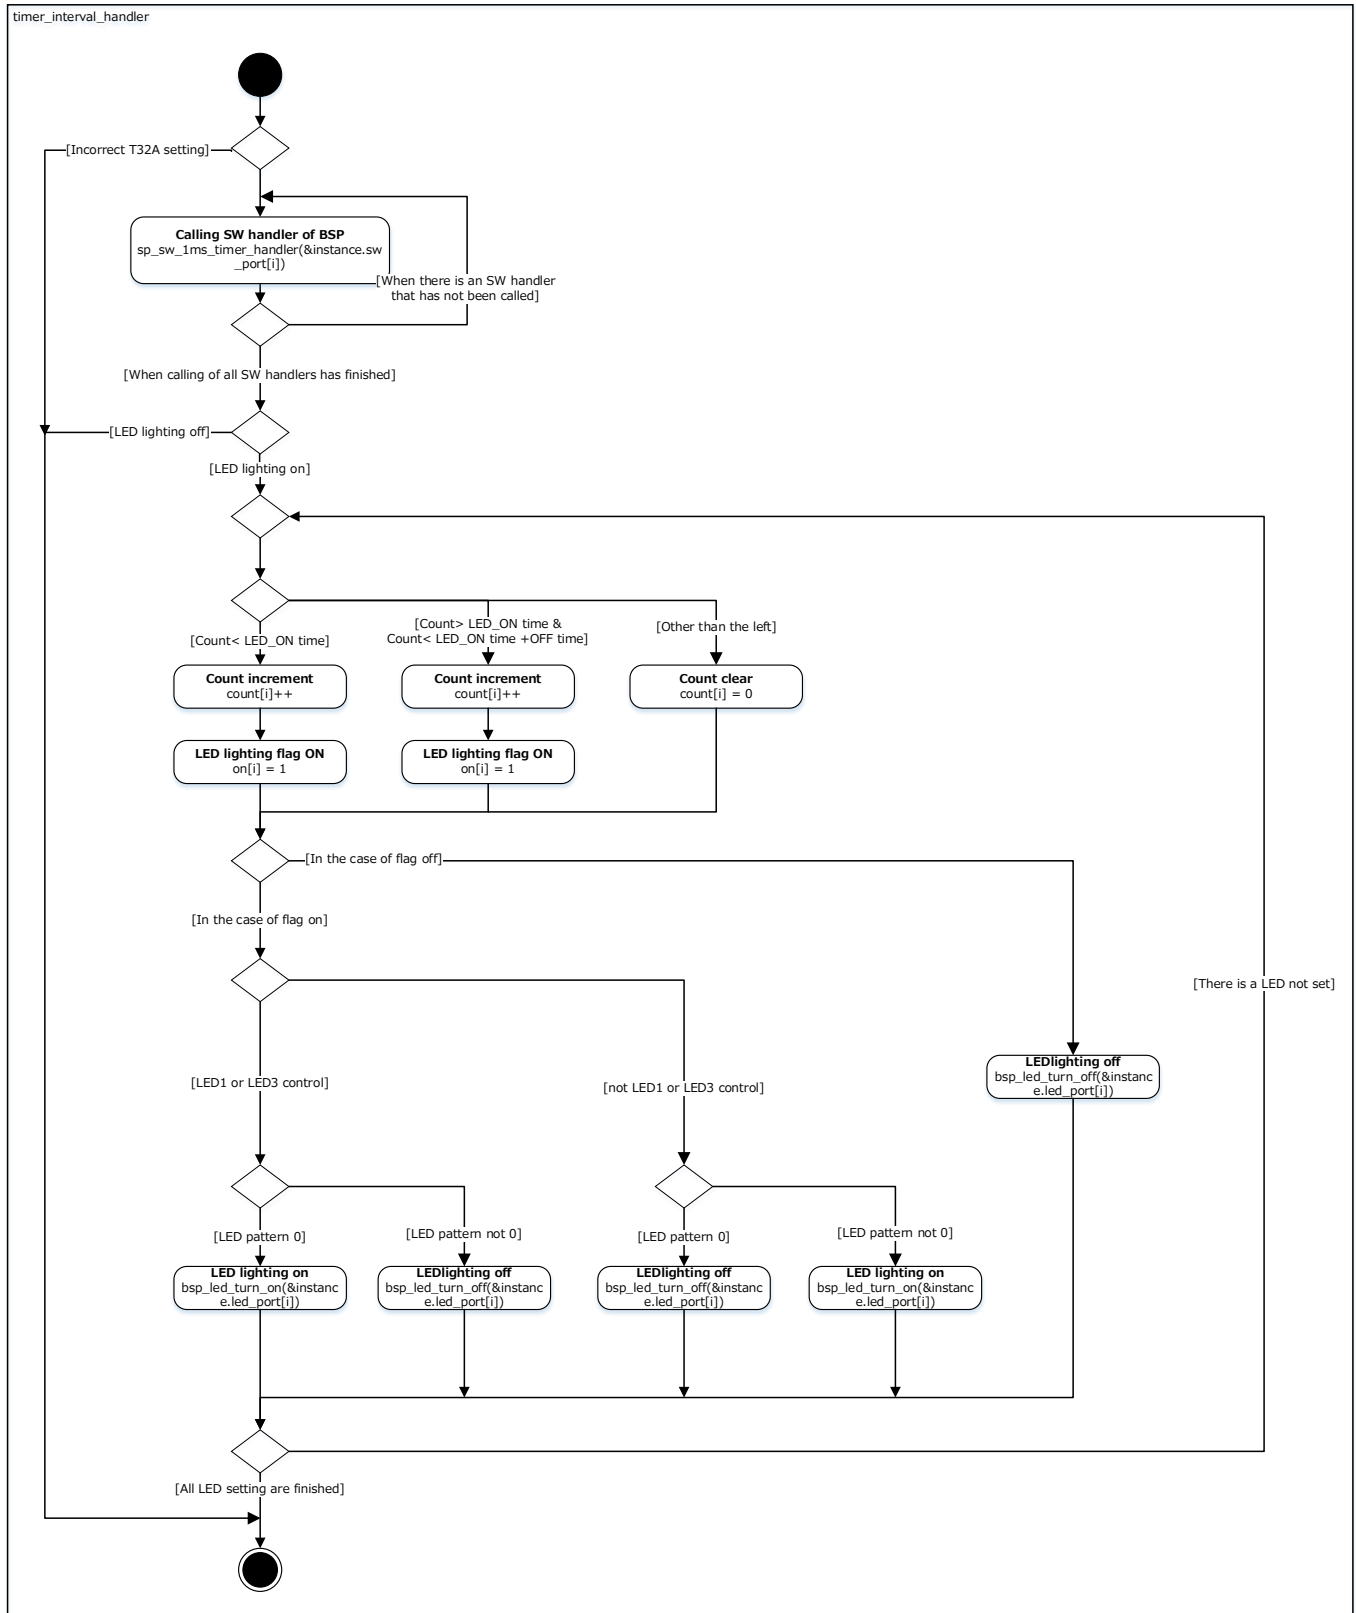 timer_interval_handler
[Incorrect T32A setting]
Calling SW handler of BSP
sp_sw_1ms_timer_handler(&instance.sw
_port[i])
[When there is an SW handler
that has not been called]
[When calling of all SW handlers has finished]
[LED lighting off]
[LED lighting on]
[Count< LED_ON time]
[Count> LED_ON time &
Count< LED_ON time +OFF time]
[Other than the left]
Count increment
count[i]++
Count increment
count[i]++
Count clear
count[i] = 0
LED lighting flag ON
on[i] = 1
LED lighting flag ON
on[i] = 1
[In the case of flag off]
[In the case of flag on]
[There is a LED not set]
LEDlighting off
bsp_led_turn_off(&instanc
e.led_port[i])
[LED1 or LED3 control]
[not LED1 or LED3 control]
[LED pattern 0]
[LED pattern not 0]
[LED pattern 0]
[LED pattern not 0]
LED lighting on
bsp_led_turn_on(&instanc
e.led_port[i])
LEDlighting off
bsp_led_turn_off(&instanc
e.led_port[i])
LEDlighting off
bsp_led_turn_off(&instanc
e.led_port[i])
LED lighting on
bsp_led_turn_on(&instanc
e.led_port[i])
[All LED setting are finished]